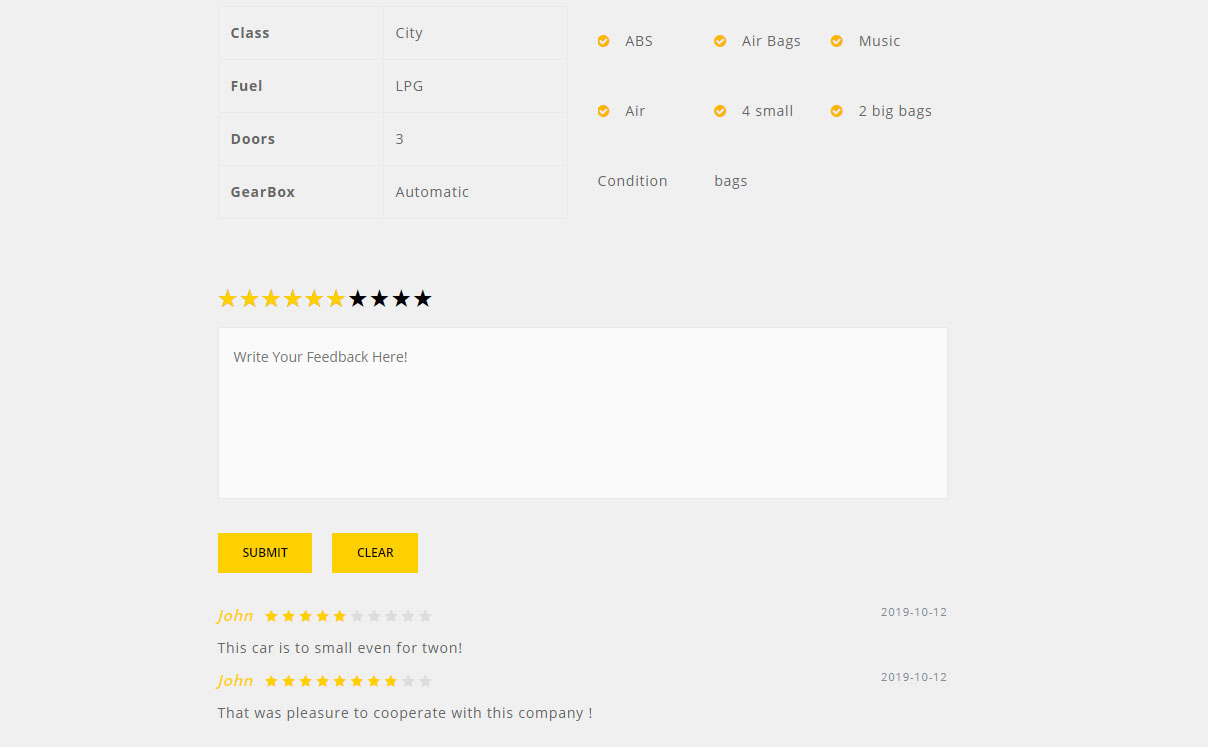 Class City
Fuel LPG
Doors 3
GearBox Automatic
ABS Air Bags Music
Air 4 small 2 big bags
Condition bags
Write Your Feedback Here!
SUBMIT CLEAR
John 2019-10-12
This car is to small even for twon!
John 2019-10-12
That was pleasure to cooperate with this company !